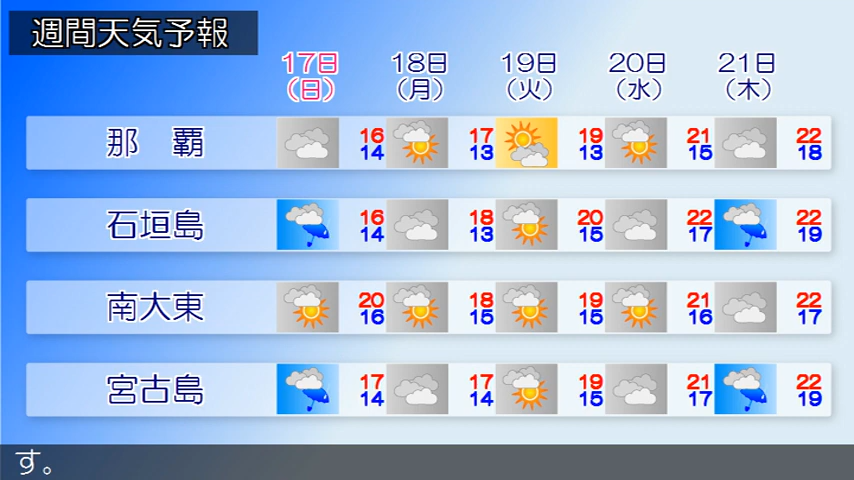 週間天気予報
17日 18日 19日 20日 21日
(日) (月) (火) (水) (木)
那　覇 16 14 17 13 19 13 21 15 22 18
石垣島 16 14 18 13 20 15 22 17 22 19
南大東 20 16 18 15 19 15 21 16 22 17
宮古島 17 14 17 14 19 15 21 17 22 19
す。